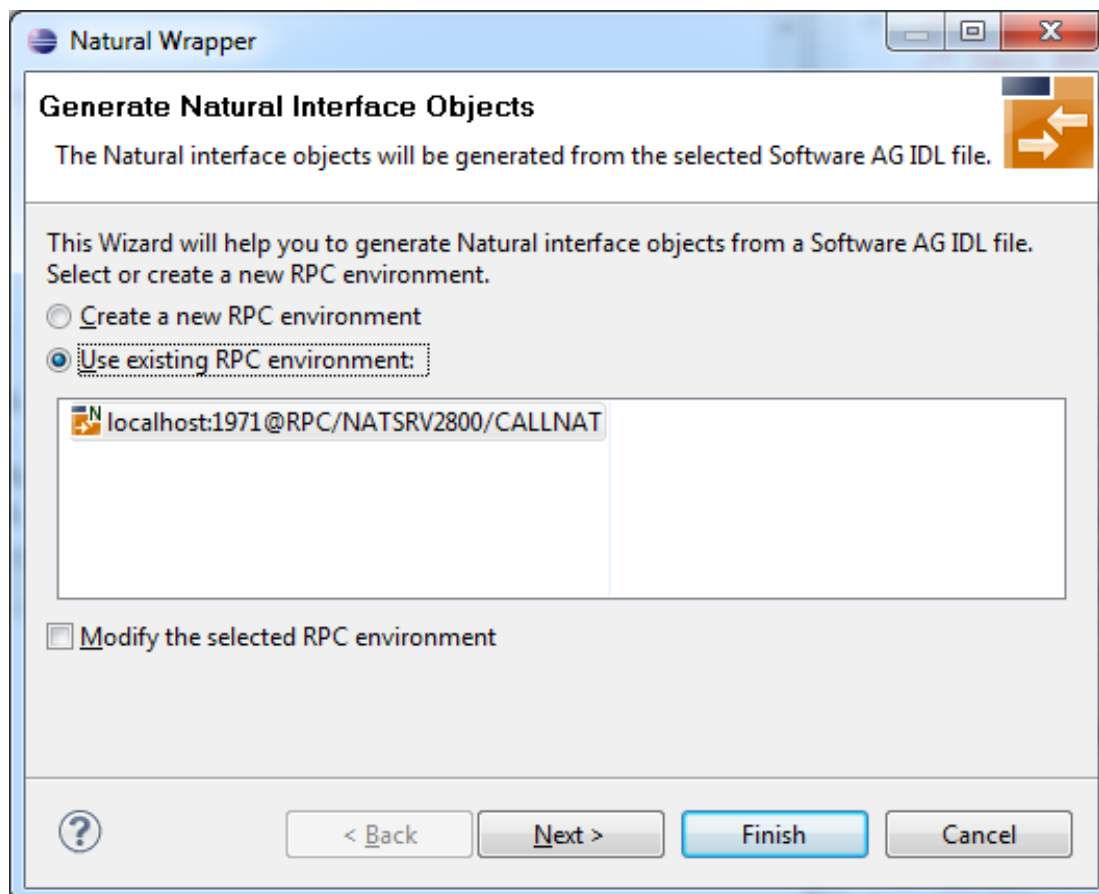 Natural Wrapper
Generate Natural Interface Objects
The Natural interface objects will be generated from the selected Software AG IDL file.
This Wizard will help you to generate Natural interface objects from a Software AG IDL file.
Select or create a new RPC environment.
Create a new RPC environment
Use existing RPC environment:
N
localhost:1971@RPC/NATSRV2800/CALLNAT
Modify the selected RPC environment
? < Back Next > Finish Cancel